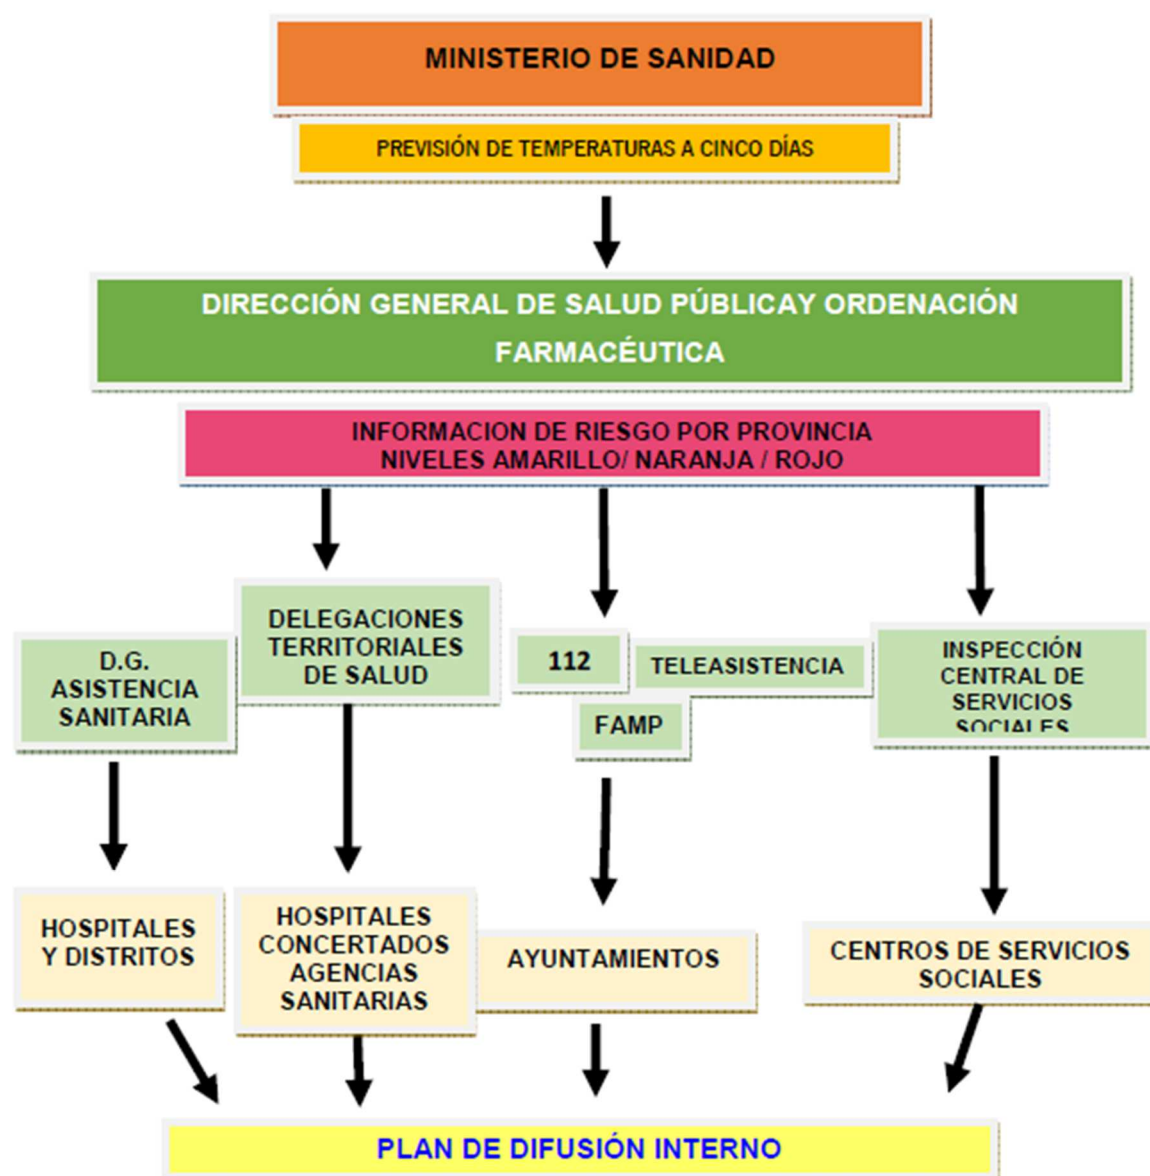 MINISTERIO DE SANIDAD
PREVISIÓN DE TEMPERATURAS A CINCO DÍAS
DIRECCIÓN GENERAL DE SALUD PÚBLICAY ORDENACIÓN
FARMACÉUTICA
INFORMACION DE RIESGO POR PROVINCIA
NIVELES AMARILLO/ NARANJA / ROJO
D.G.
ASISTENCIA
SANITARIA
DELEGACIONES
TERRITORIALES
DE SALUD
112
TELEASISTENCIA
FAMP
INSPECCIÓN
CENTRAL DE
SERVICIOS
SOCIALES
HOSPITALES
Y DISTRITOS
HOSPITALES
CONCERTADOS
AGENCIAS
SANITARIAS
AYUNTAMIENTOS
CENTROS DE SERVICIOS
SOCIALES
PLAN DE DIFUSIÓN INTERNO